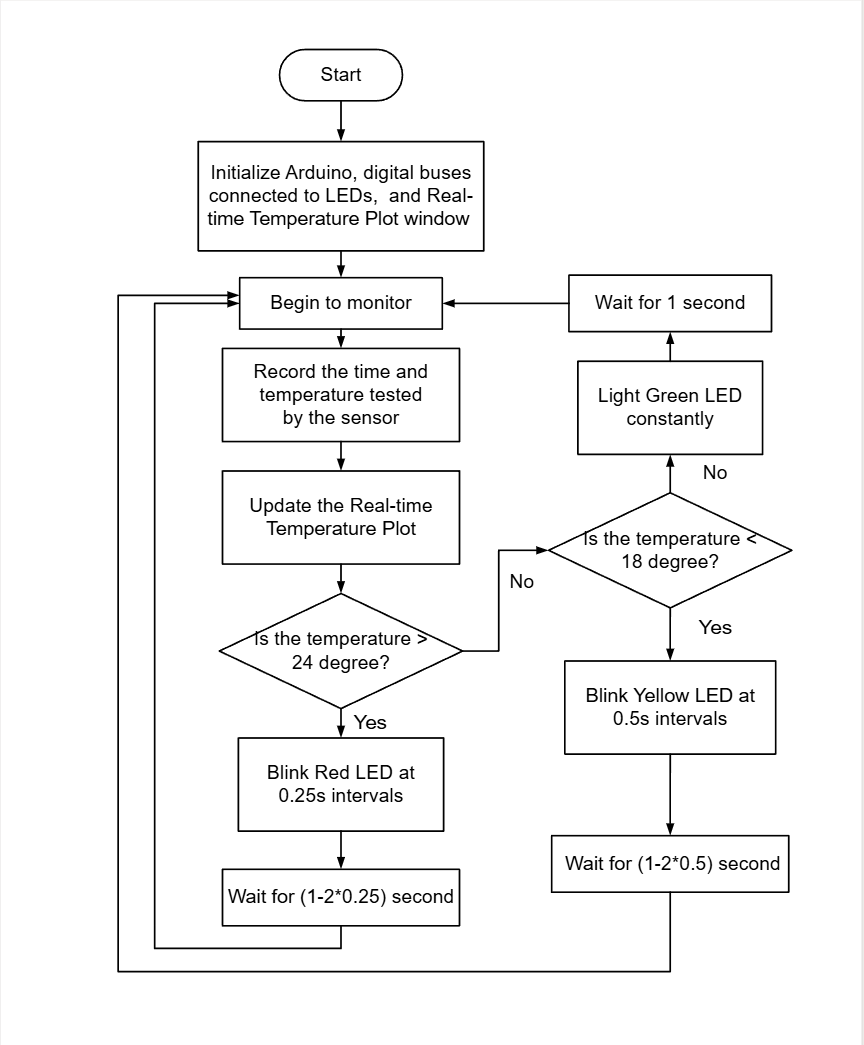 Start
Initialize Arduino, digital buses
connected to LEDs, and Real-
time Temperature Plot window
Begin to monitor
Wait for 1 second
Record the time and
temperature tested
by the sensor
Light Green LED
constantly
No
Update the Real-time
Temperature Plot
Is the temperature <
18 degree?
No
Is the temperature >
24 degree?
Yes
Blink Yellow LED at
0.5s intervals
Yes
Blink Red LED at
0.25s intervals
Wait for (1-2*0.5) second
Wait for (1-2*0.25) second